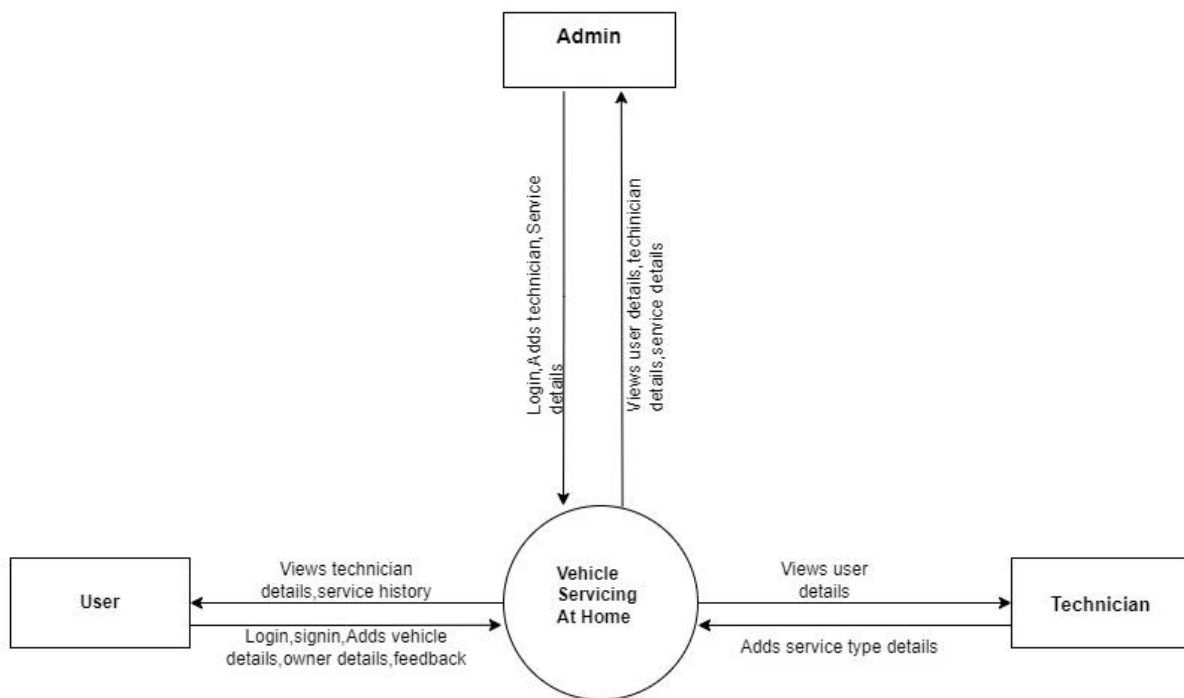 Admin
Login,Adds technician,Service
details
Views user details,techinician
details,service details
User
Views technician
details,service history
Login,signin,Adds vehicle
details,owner details,feedback
Vehicle
Servicing
At Home
Views user
details
Adds service type details
Technician